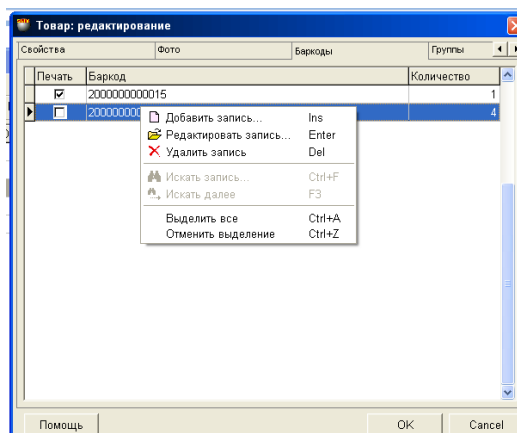 Товар: редактирование
Свойства Фото Баркоды Группы
Печать Баркод Количество
2000000000015 1
20000000 4
Добавить запись... Ins
Редактировать запись... Enter
Удалить запись Del
Искать запись... Ctrl+F
Искать далее F3
Выделить все Ctrl+A
Отменить выделение Ctrl+Z
Помощь OK Cancel